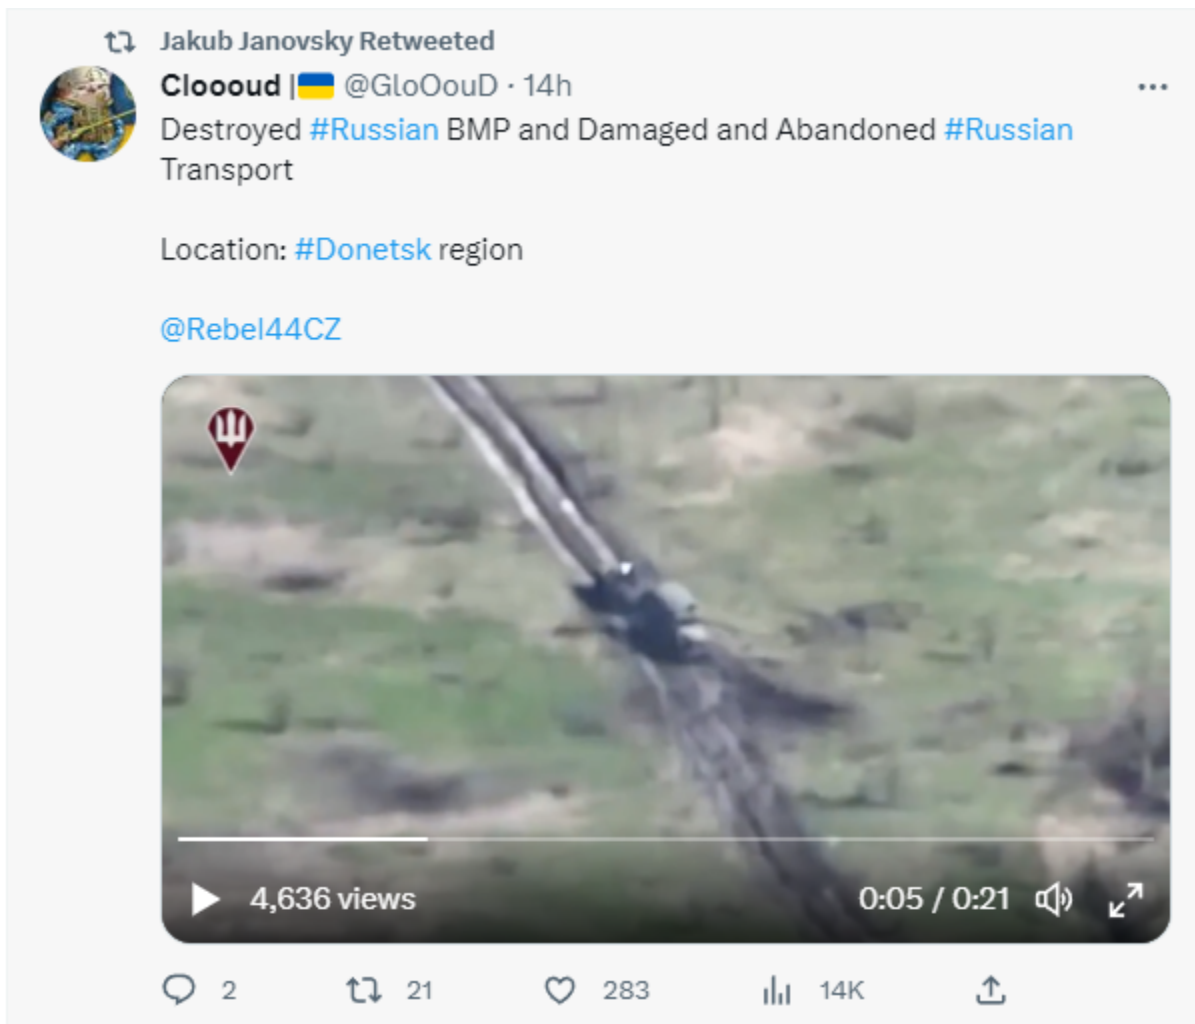 Jakub Janovsky Retweeted
Cloooud |🇺🇦 @GloOouD · 14h
Destroyed #Russian BMP and Damaged and Abandoned #Russian
Transport
Location: #Donetsk region
@Rebel44CZ
4,636 views
0:05 / 0:21
2
21
283
14K